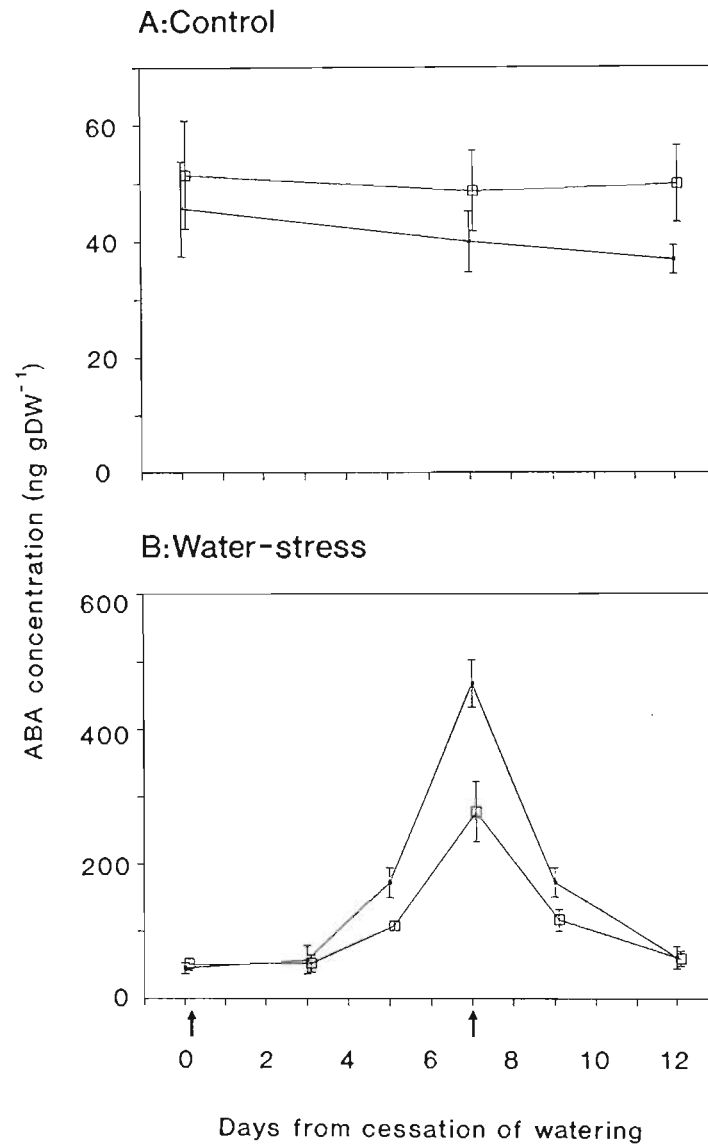 A:Control
60
40
20
0
ABA concentration (ng gDW⁻¹)
B:Water-stress
600
400
200
0
0 2 4 6 8 10 12
Days from cessation of watering